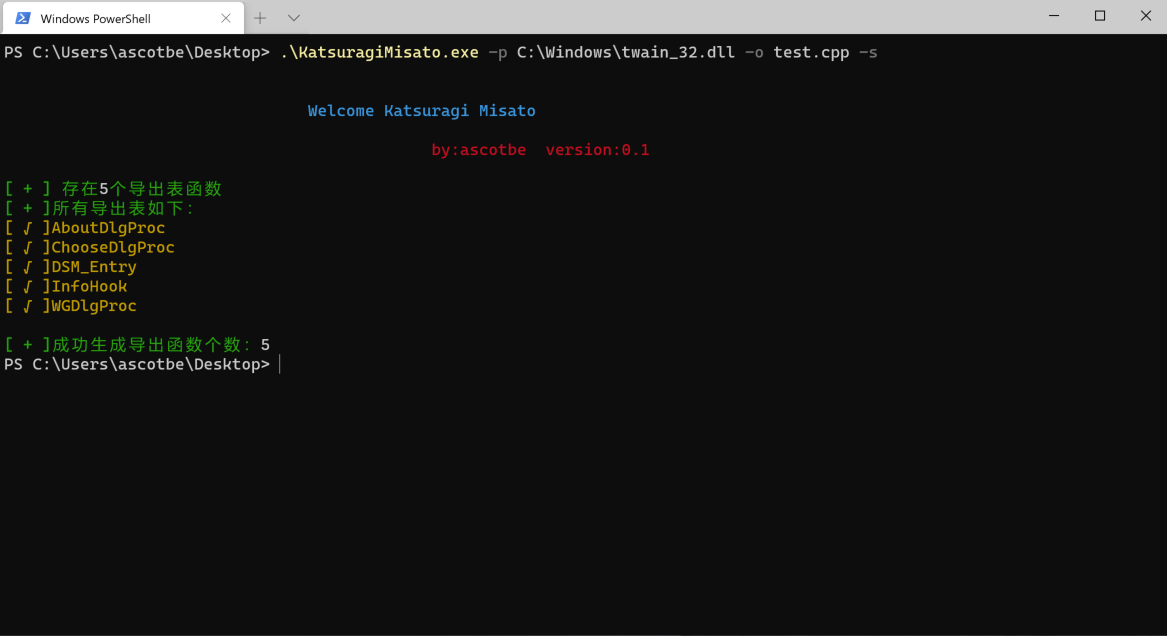 Windows PowerShell
PS C:\Users\ascotbe\Desktop> .\KatsuragiMisato.exe -p C:\Windows\twain_32.dll -o test.cpp -s
Welcome Katsuragi Misato
by:ascotbe  version:0.1
[ + ] 存在5个导出表函数
[ + ]所有导出表如下:
[ √ ]AboutDlgProc
[ √ ]ChooseDlgProc
[ √ ]DSM_Entry
[ √ ]InfoHook
[ √ ]WGDlgProc
[ + ]成功生成导出函数个数: 5
PS C:\Users\ascotbe\Desktop>